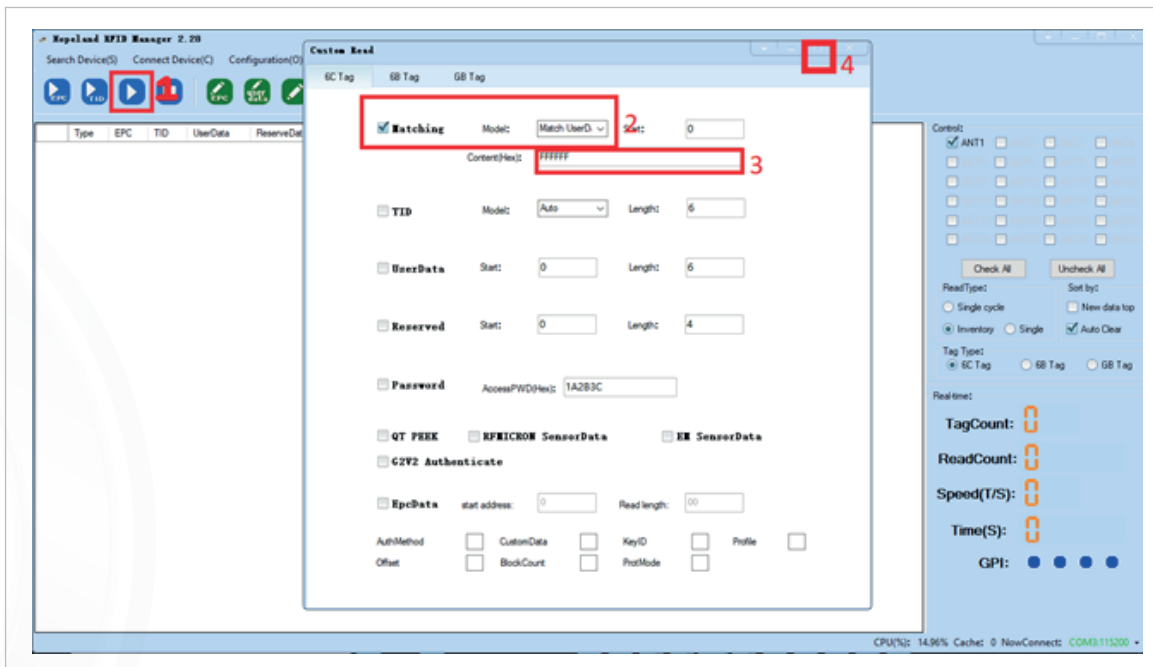 Hopeland RFID Manager 2.20
Search Device(S) Connect Device(C) Configuration(O)
Custom Read
4
6C Tag 6B Tag GB Tag
EPC TID 1 EPC
Type EPC TID UserData ReserveDat
Matching Model: Match UserD. 2 Start: 0
Content(Hex): FFFFFF 3
TID Model: Auto Length: 6
UserData Start: 0 Length: 6
Reserved Start: 0 Length: 4
Password AccessPWD(Hex): 1A2B3C
QT PEEK RFMICRON SensorData EM SensorData
G2V2 Authenticate
EpcData start address: 0 Read length: 00
AuthMethod CustomData KeyID Profile
Offset BlockCount ProtMode
Control:
ANT1
Check All Uncheck All
ReadType: Sort by:
Single cycle New data top
Inventory Single Auto Clear
Tag Type:
6C Tag 6B Tag GB Tag
Real-time:
TagCount: 0
ReadCount: 0
Speed(T/S): 0
Time(S): 0
GPI:
CPU(%): 14.96% Cache: 0 NowConnect: COM3:115200